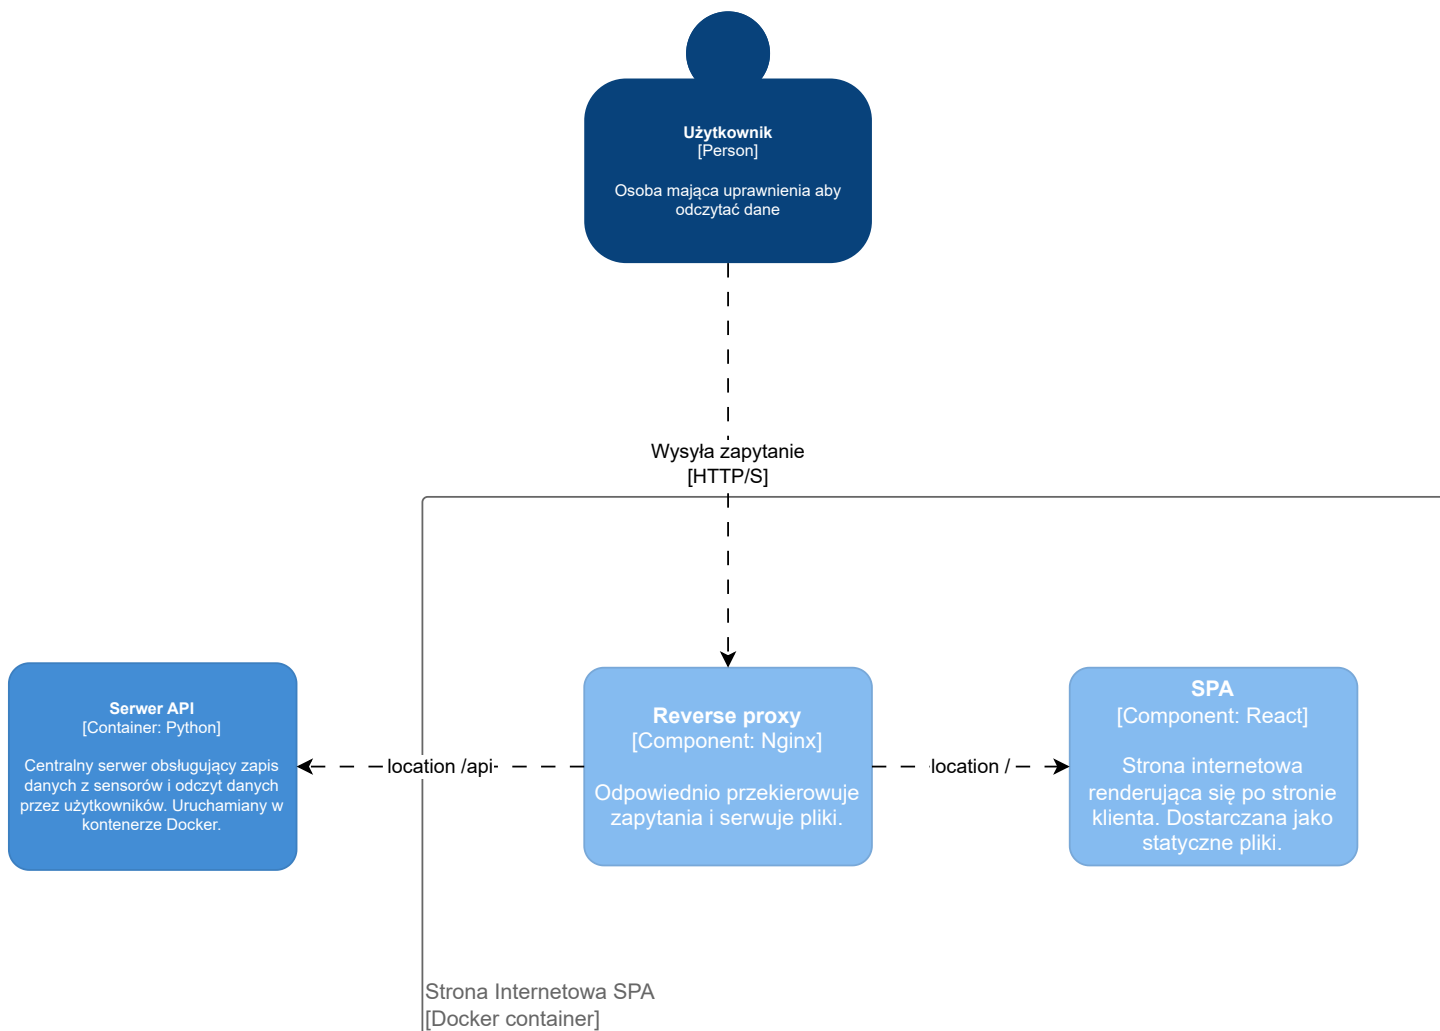 Użytkownik
[Person]
Osoba mająca uprawnienia aby
odczytać dane
Wysyła zapytanie
[HTTP/S]
Serwer API
[Container: Python]
Centralny serwer obsługujący zapis
danych z sensorów i odczyt danych
przez użytkowników. Uruchamiany w
kontenerze Docker.
location /api
Reverse proxy
[Component: Nginx]
Odpowiednio przekierowuje
zapytania i serwuje pliki.
location /
SPA
[Component: React]
Strona internetowa
renderująca się po stronie
klienta. Dostarczana jako
statyczne pliki.
Strona Internetowa SPA
[Docker container]